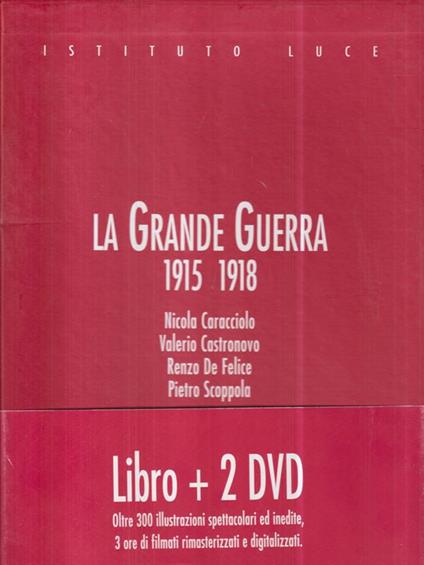 ISTITUTO LUCE
LA GRANDE GUERRA
1915 1918
Nicola Caracciolo
Valerio Castronovo
Renzo De Felice
Pietro Scoppola
Libro + 2 DVD
Oltre 300 illustrazioni spettacolari ed inedite,
3 ore di filmati rimasterizzati e digitalizzati.